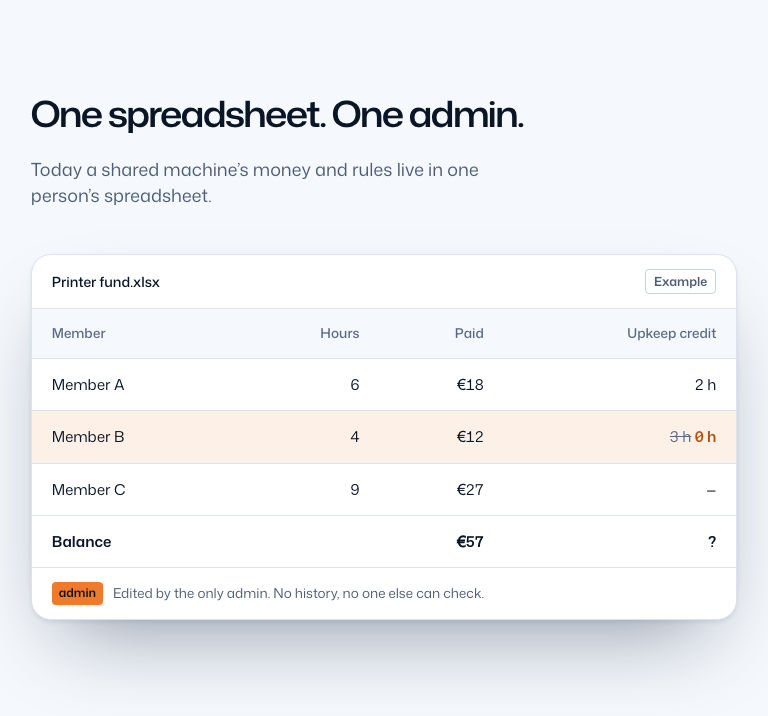 One spreadsheet. One admin.
Today a shared machine’s money and rules live in one
person’s spreadsheet.
Printer fund.xlsx Example
Member Hours Paid Upkeep credit
Member A 6 €18 2 h
Member B 4 €12 3 h 0 h
Member C 9 €27 –
Balance €57 ?
admin Edited by the only admin. No history, no one else can check.